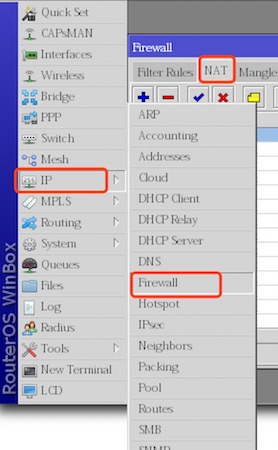 Quick Set
CAPsMAN
Interfaces
Wireless
Bridge
PPP
Switch
Mesh
IP
MPLS
Routing
System
Queues
Files
Log
Radius
Tools
New Terminal
LCD
RouterOS WinBox
Firewall
Filter Rules NAT Mangle
ARP
Accounting
Addresses
Cloud
DHCP Client
DHCP Relay
DHCP Server
DNS
Firewall
Hotspot
IPsec
Neighbors
Packing
Pool
Routes
SMB
SNMP